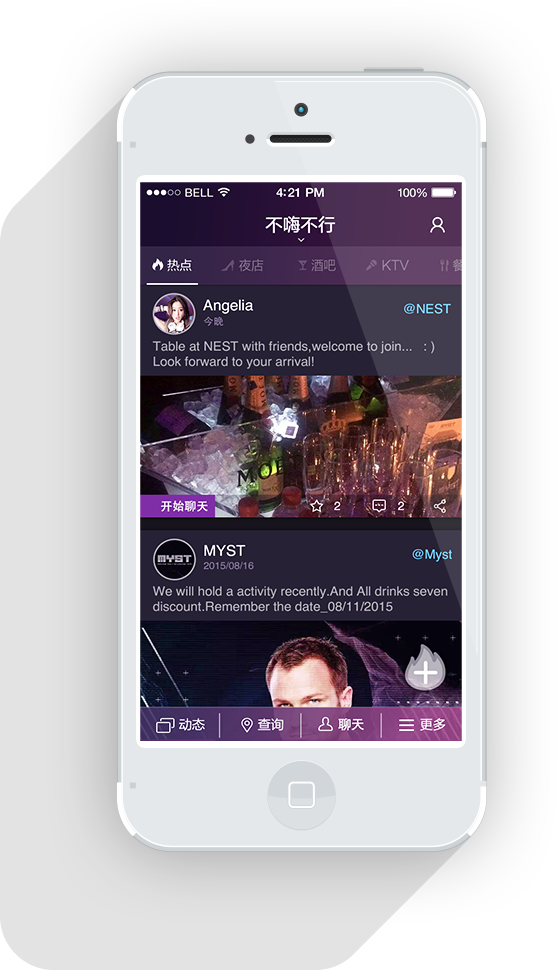 BELL 4:21 PM 100%
不嗨不行
热点 夜店 酒吧 KTV 餐
Angelia
@NEST
今晚
Table at NEST with friends,welcome to join... : )
Look forward to your arrival!
开始聊天 2 2
MYST
MYST
@Myst
2015/08/16
We will hold a activity recently.And All drinks seven
discount.Remember the date_08/11/2015
动态 查询 聊天 更多